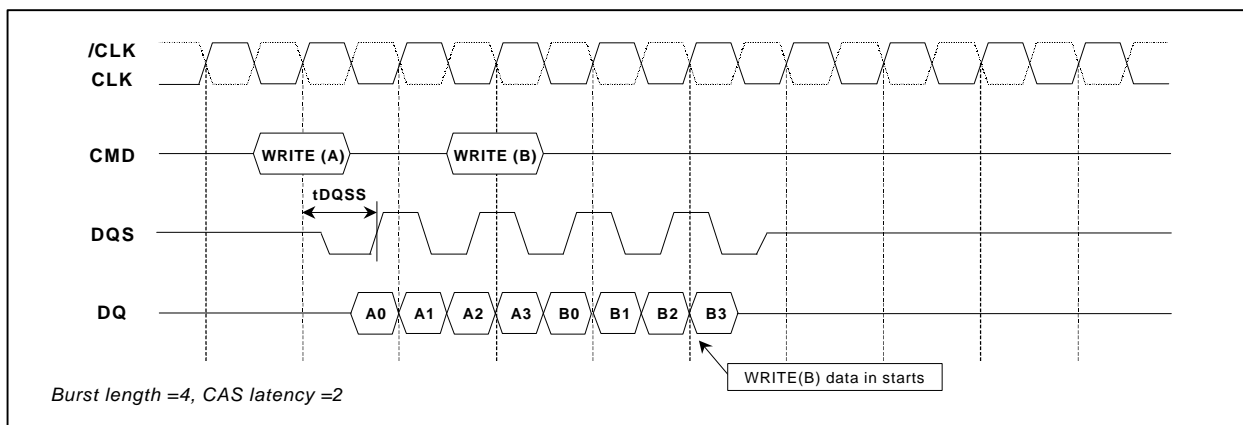 /CLK
CLK
CMD WRITE (A) WRITE (B)
tDQSS
DQS
DQ A0 A1 A2 A3 B0 B1 B2 B3
WRITE(B) data in starts
Burst length =4, CAS latency =2